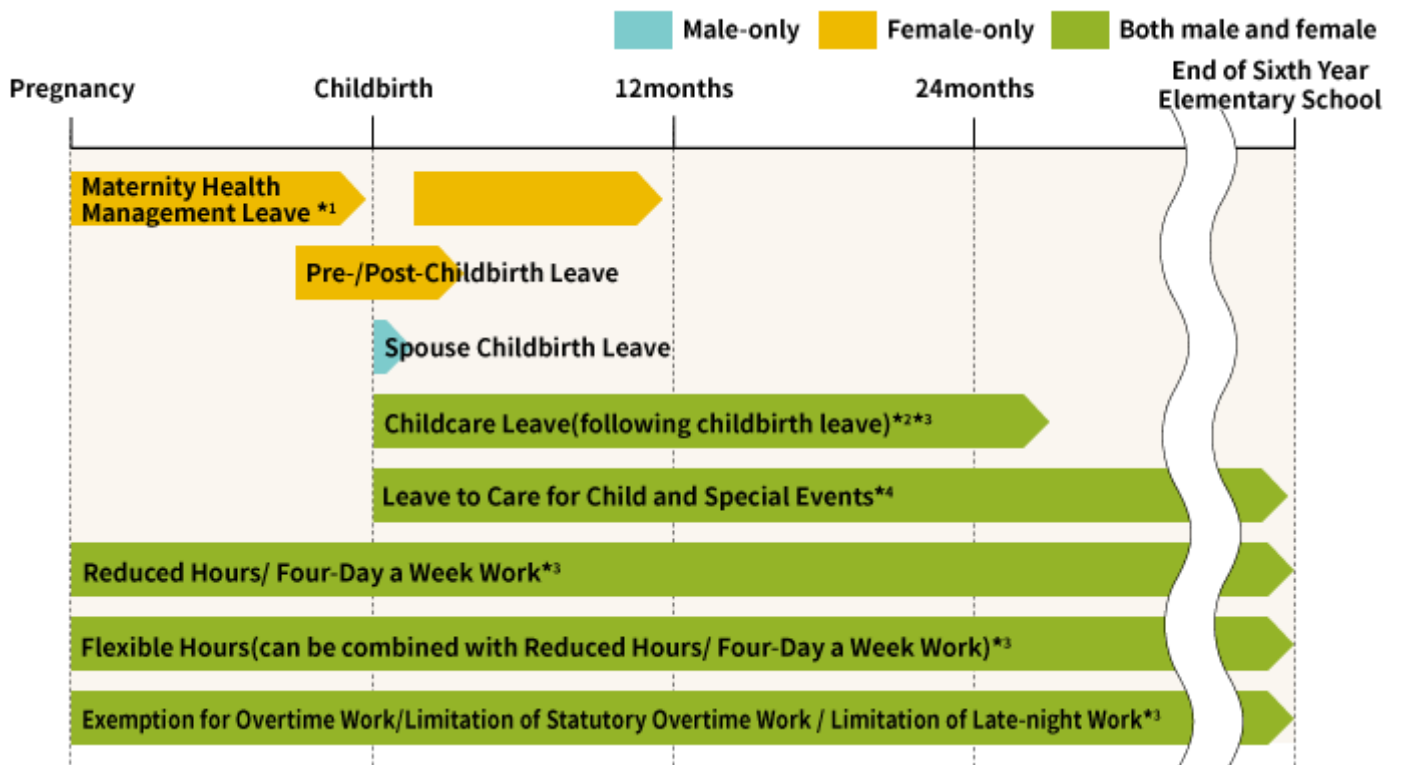 Male-only
Female-only
Both male and female
Pregnancy
Childbirth
12months
24months
End of Sixth Year
Elementary School
Maternity Health
Management Leave *1
Pre-/Post-Childbirth Leave
Spouse Childbirth Leave
Childcare Leave(following childbirth leave)*2*3
Leave to Care for Child and Special Events*4
Reduced Hours/ Four-Day a Week Work*3
Flexible Hours(can be combined with Reduced Hours/ Four-Day a Week Work)*3
Exemption for Overtime Work/Limitation of Statutory Overtime Work / Limitation of Late-night Work*3